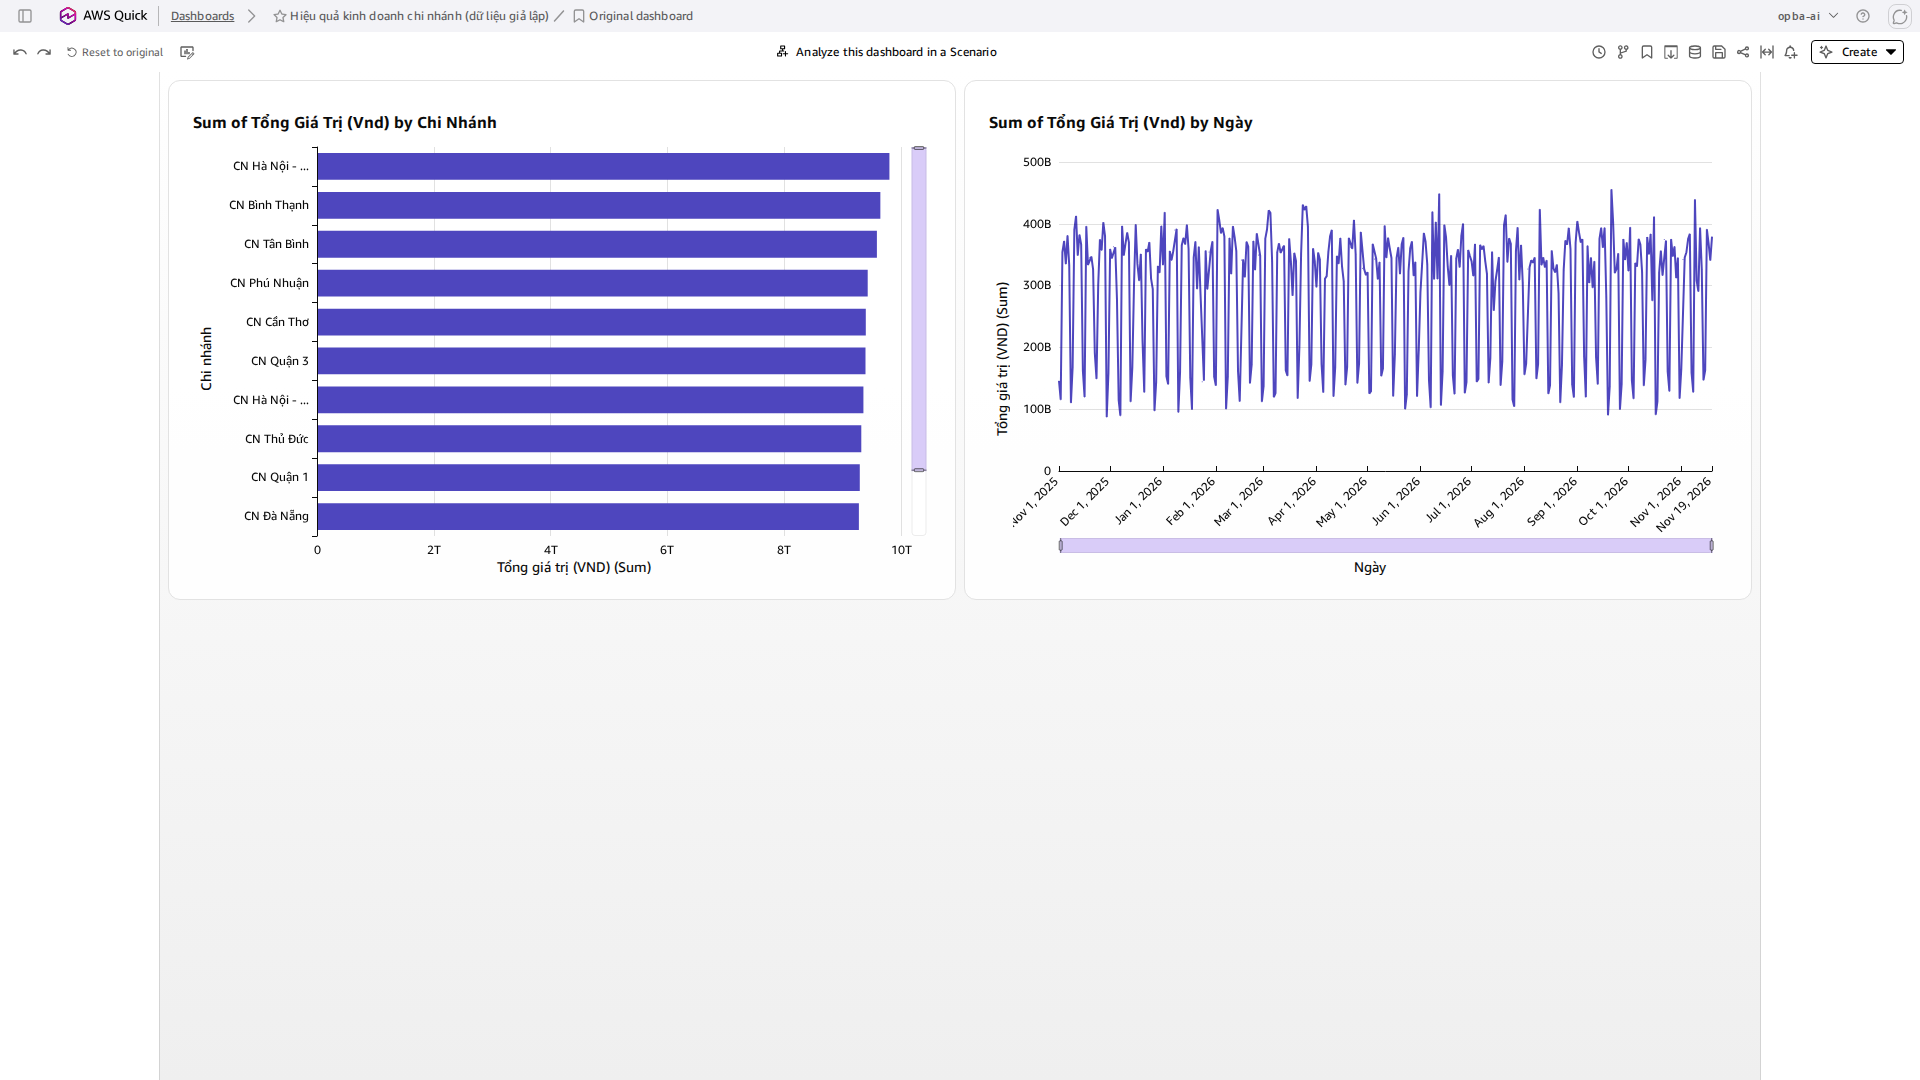 AWS Quick
Dashboards
Hiệu quả kinh doanh chi nhánh (dữ liệu giả lập)
Original dashboard
opba-ai
Reset to original
Analyze this dashboard in a Scenario
Create
Sum of Tổng Giá Trị (Vnd) by Chi Nhánh
Chi nhánh
CN Hà Nội - ...
CN Bình Thạnh
CN Tân Bình
CN Phú Nhuận
CN Cần Thơ
CN Quận 3
CN Hà Nội - ...
CN Thủ Đức
CN Quận 1
CN Đà Nẵng
0 2T 4T 6T 8T 10T
Tổng giá trị (VND) (Sum)
Sum of Tổng Giá Trị (Vnd) by Ngày
Tổng giá trị (VND) (Sum)
500B
400B
300B
200B
100B
0
Nov 1, 2025 Dec 1, 2025 Jan 1, 2026 Feb 1, 2026 Mar 1, 2026 Apr 1, 2026 May 1, 2026 Jun 1, 2026 Jul 1, 2026 Aug 1, 2026 Sep 1, 2026 Oct 1, 2026 Nov 1, 2026 Nov 19, 2026
Ngày